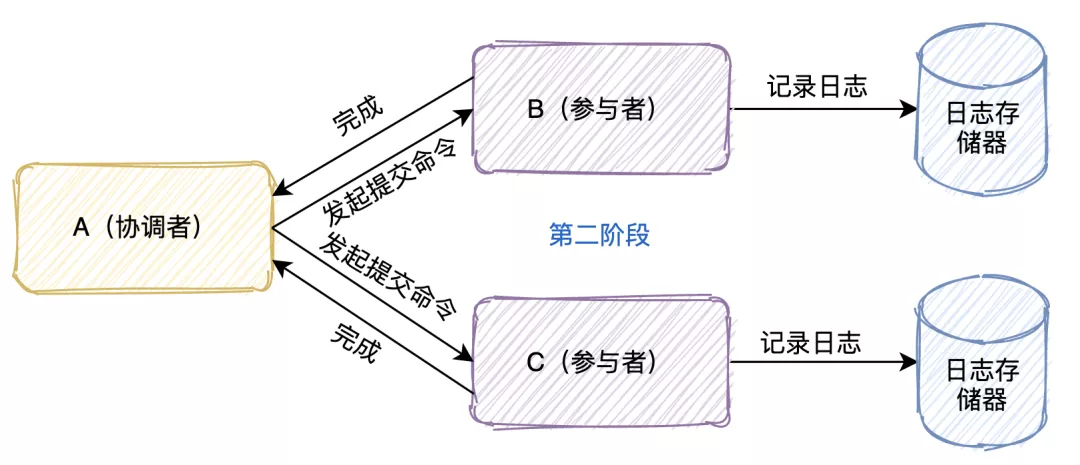 完成
发起提交命令
A（协调者）
发起提交命令
完成
B（参与者）
记录日志
日志存
储器
第二阶段
C（参与者）
记录日志
日志存
储器